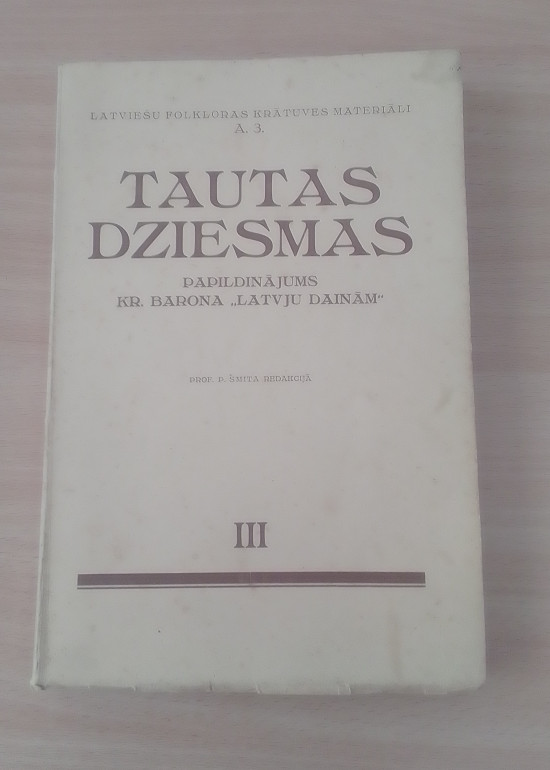 LATVIEŠU FOLKLORAS KRĀTUVES MATERIĀLI
A. 3.
TAUTAS
DZIESMAS
PAPILDINĀJUMS
KR. BARONA „LATVJU DAINĀM"
PROF. P. ŠMITA REDAKCIJĀ
III